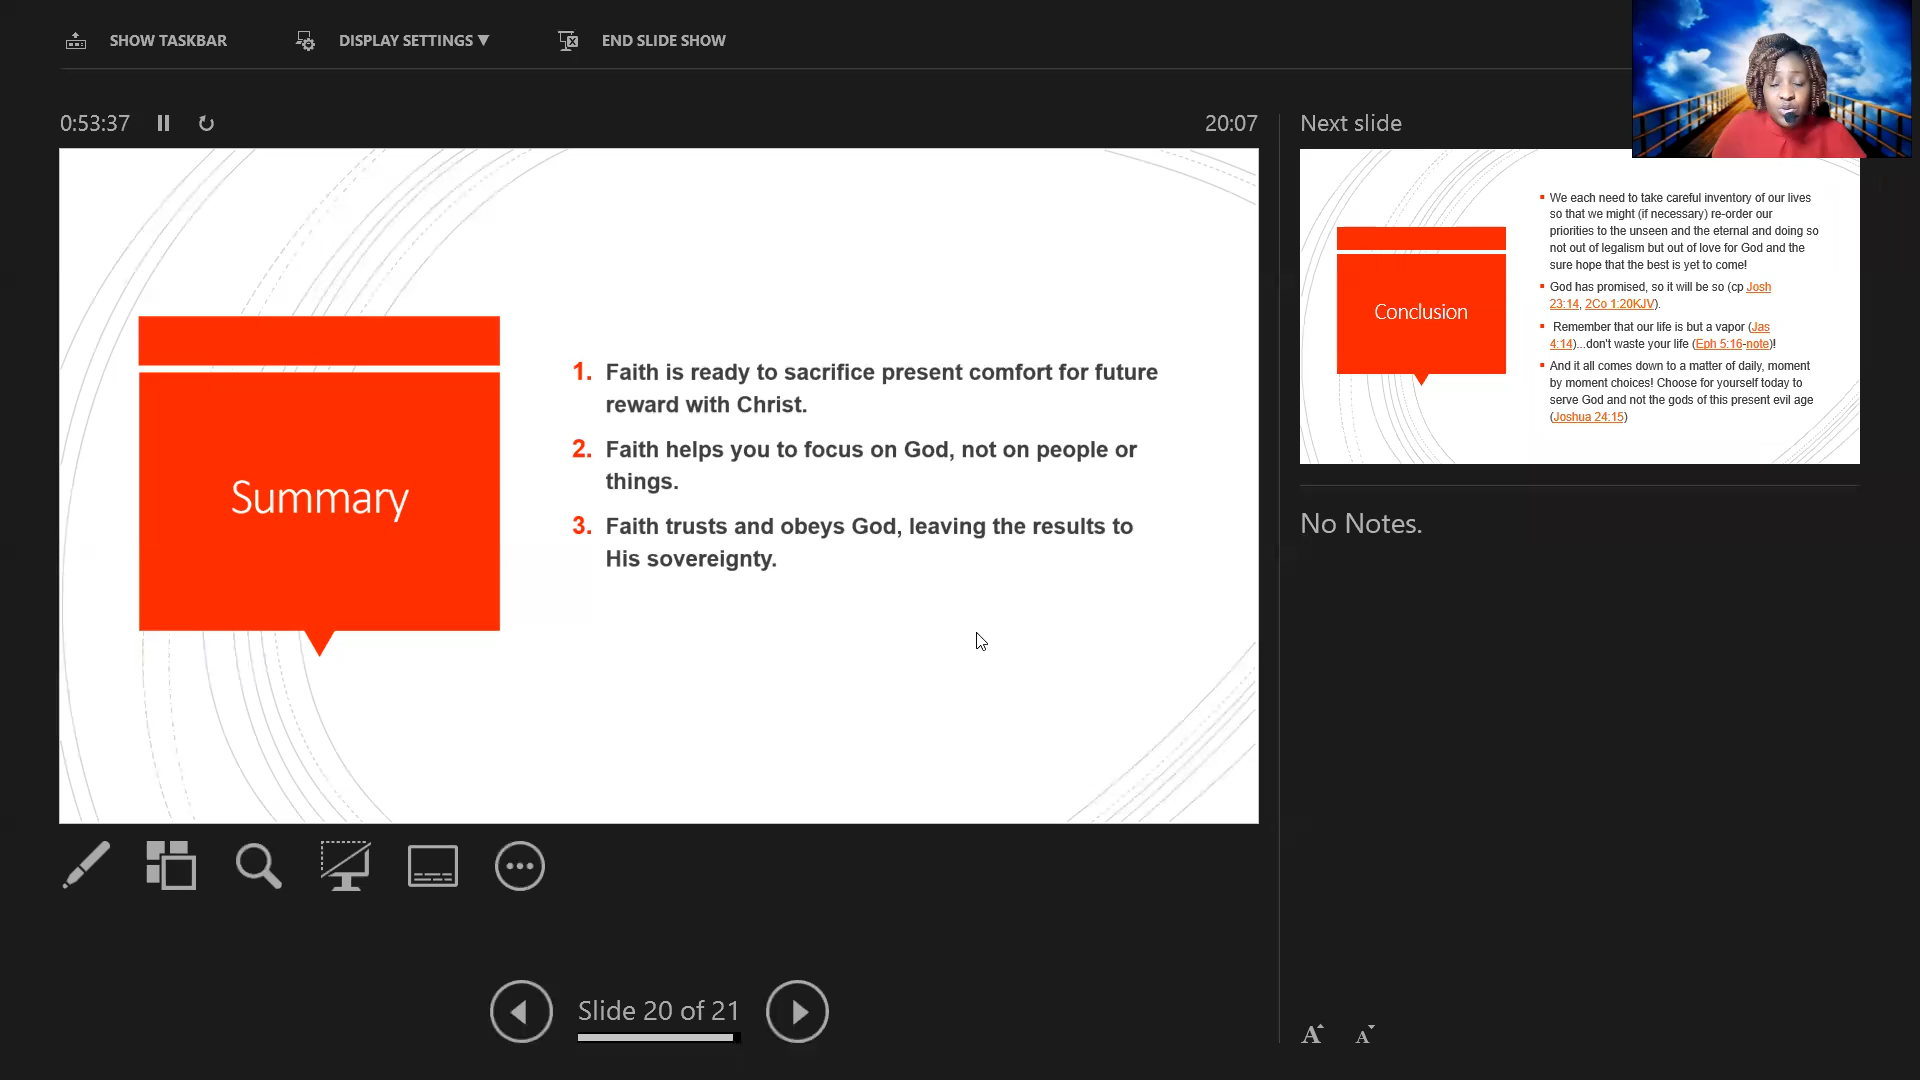 SHOW TASKBAR
DISPLAY SETTINGS ▼
END SLIDE SHOW
0:53:37
20:07
Next slide
Summary
1. Faith is ready to sacrifice present comfort for future
reward with Christ.
2. Faith helps you to focus on God, not on people or
things.
3. Faith trusts and obeys God, leaving the results to
His sovereignty.
Conclusion
We each need to take careful inventory of our lives
so that we might (if necessary) re-order our
priorities to the unseen and the eternal and doing so
not out of legalism but out of love for God and the
sure hope that the best is yet to come!
God has promised, so it will be so (cp Josh
23:14, 2Co 1:20KJV).
Remember that our life is but a vapor (Jas
4:14)...don't waste your life (Eph 5:16-note)!
And it all comes down to a matter of daily, moment
by moment choices! Choose for yourself today to
serve God and not the gods of this present evil age
(Joshua 24:15)
No Notes.
Slide 20 of 21
A A